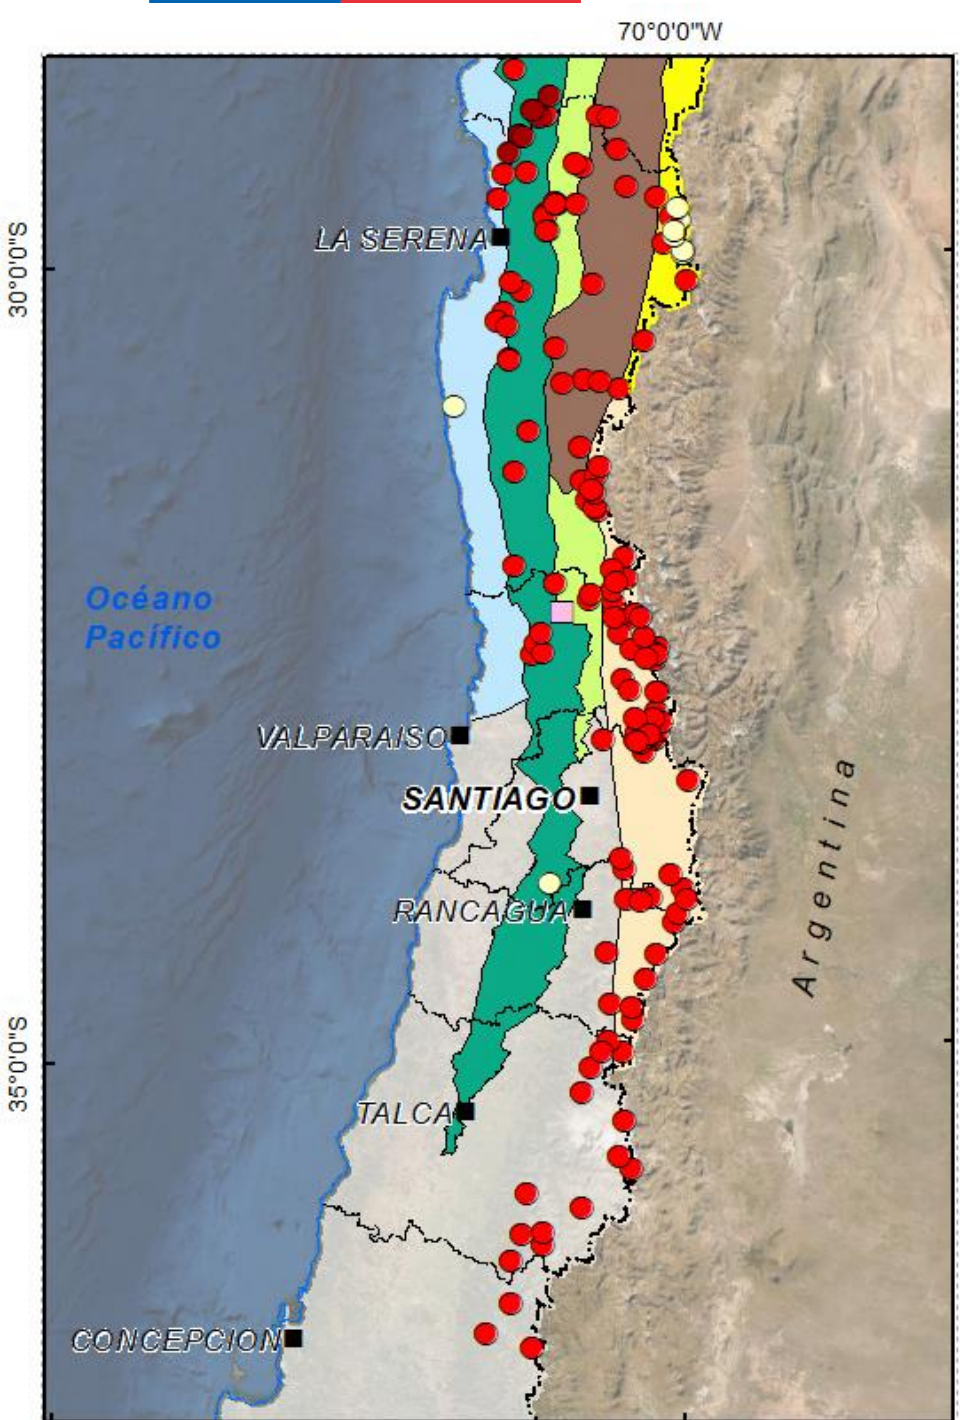 70°0'0"W
LA SERENA
30°0'0"S
Océano
Pacífico
VALPARAISO
SANTIAGO
Argentina
RANCAGUA
35°0'0"S
TALCA
CONCEPCION